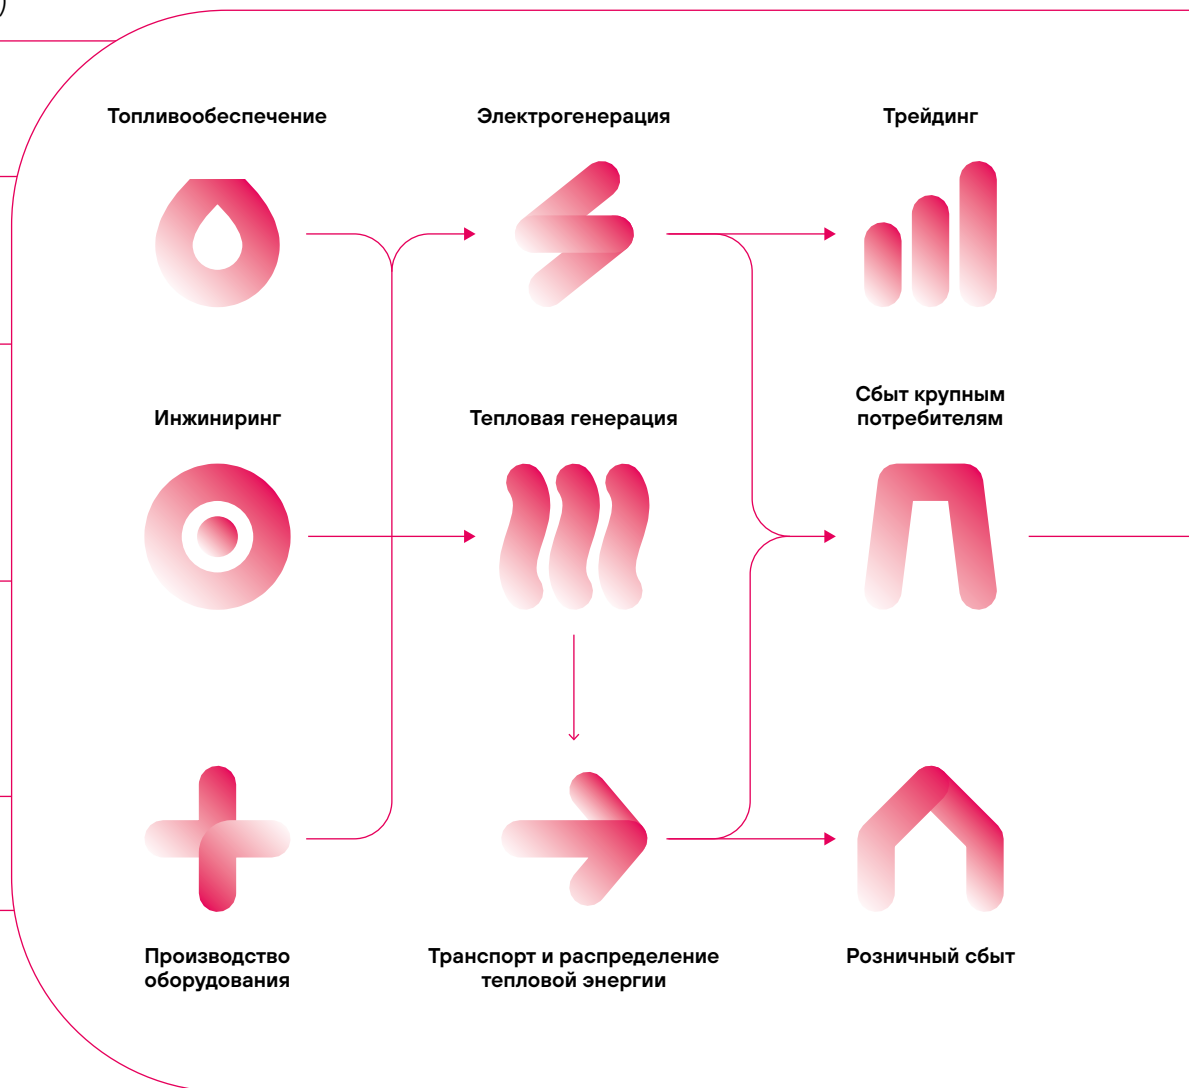 )
Топливообеспечение
Электрогенерация
Трейдинг
Инжиниринг
Тепловая генерация
Сбыт крупным
потребителям
Производство
оборудования
Транспорт и распределение
тепловой энергии
Розничный сбыт